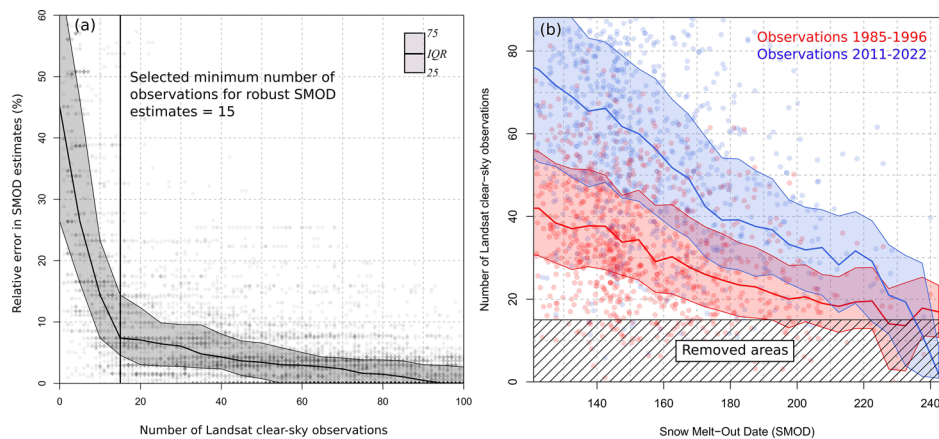 (a)
75
IQR
25
Selected minimum number of
observations for robust SMOD
estimates = 15
Relative error in SMOD estimates (%)
60
50
40
30
20
10
0
0 20 40 60 80 100
Number of Landsat clear-sky observations
(b)
Observations 1985-1996
Observations 2011-2022
Number of Landsat clear-sky observations
80
60
40
20
0
Removed areas
140 160 180 200 220 240
Snow Melt-Out Date (SMOD)